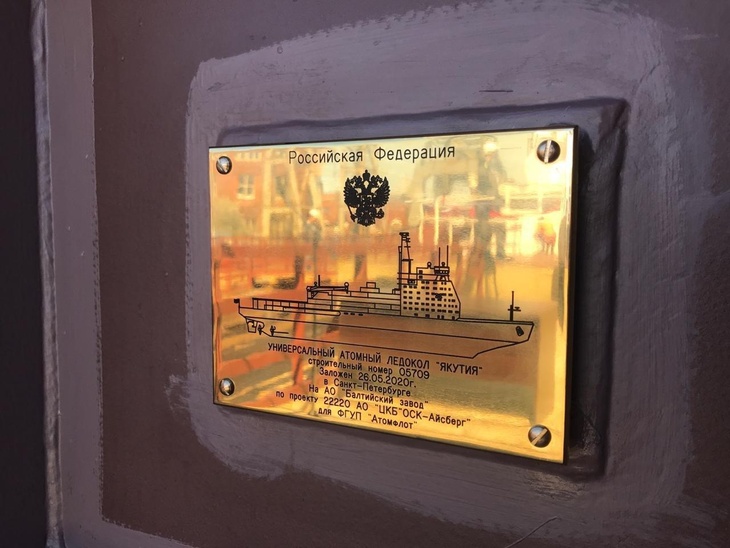 Российская Федерация
УНИВЕРСАЛЬНЫЙ АТОМНЫЙ ЛЕДОКОЛ "ЯКУТИЯ"
строительный номер 05709
Заложен 26.05.2020г.
в Санкт-Петербурге
На АО "Балтийский завод"
по проекту 22220 АО "ЦКБ"ОСК-Айсберг"
для ФГУП "Атомфлот"